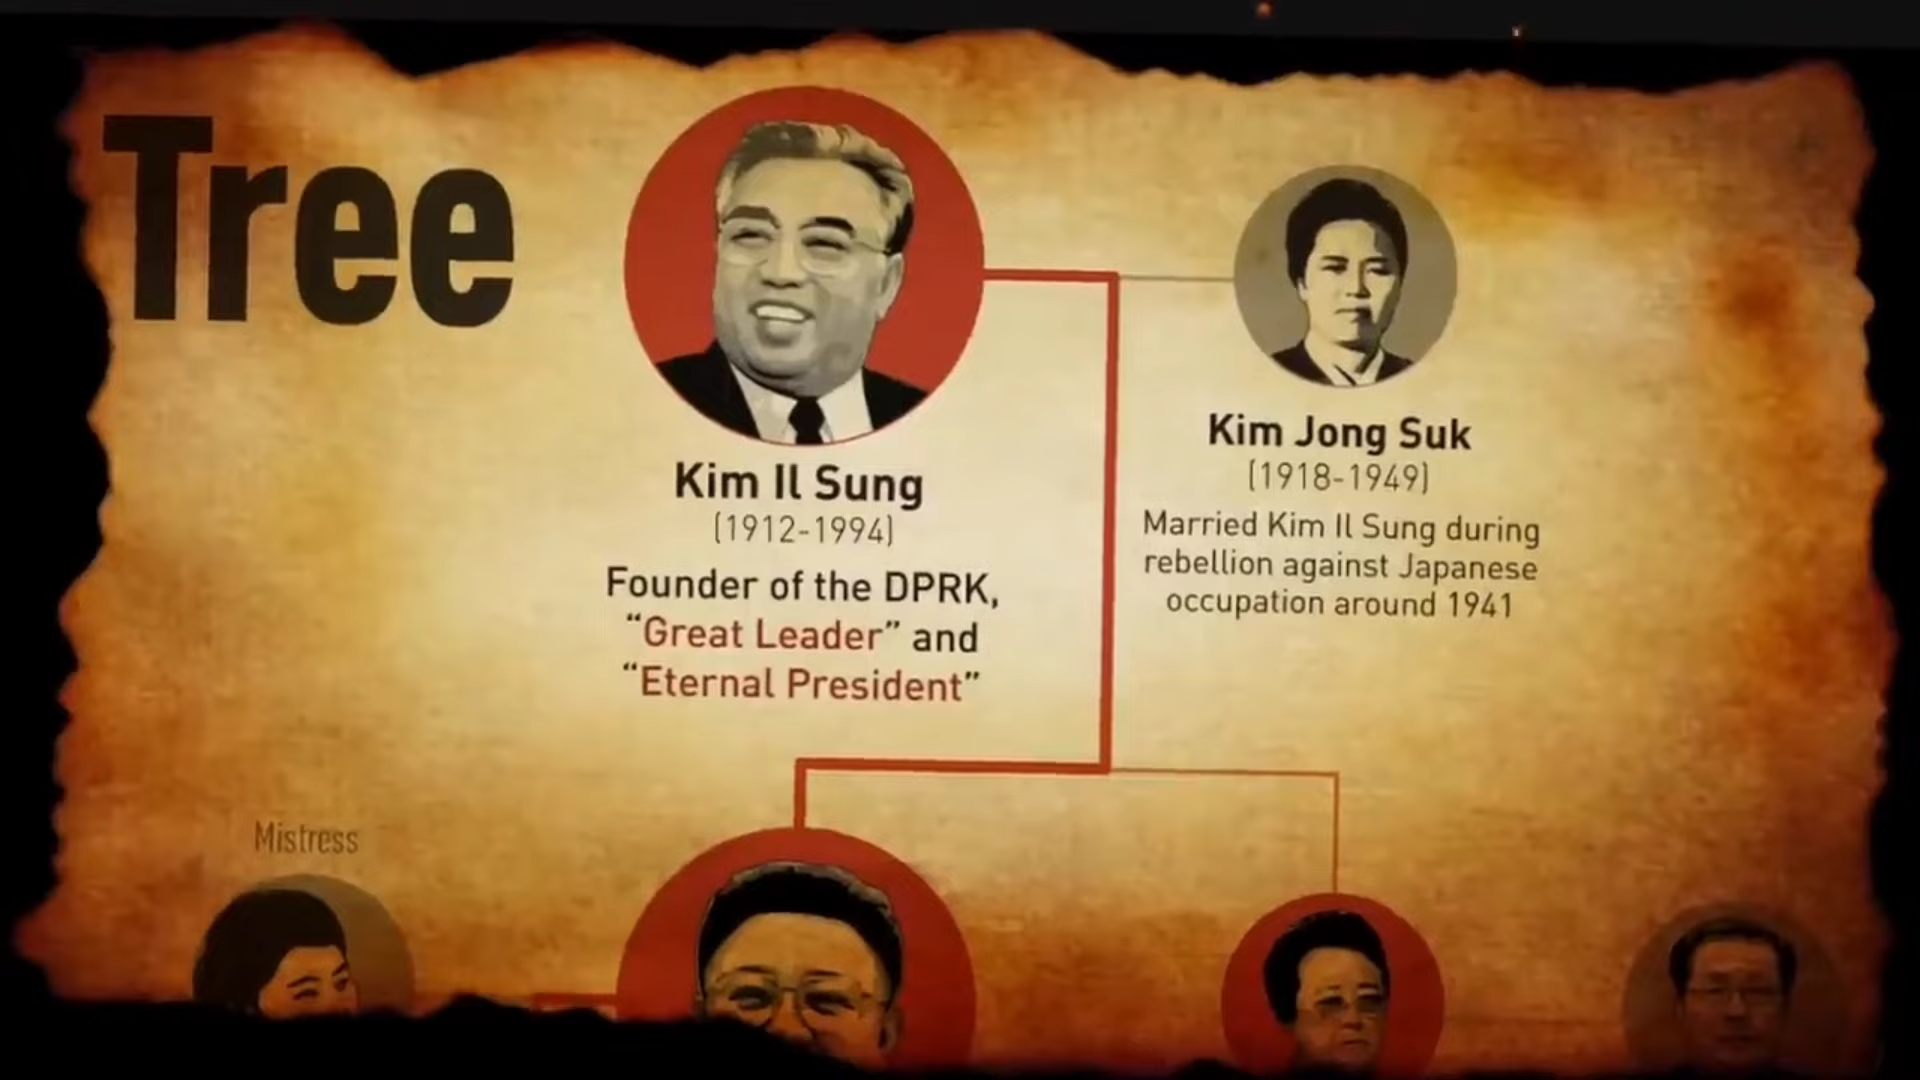 Tree
Kim Il Sung
(1912-1994)
Founder of the DPRK,
“Great Leader” and
“Eternal President”
Kim Jong Suk
(1918-1949)
Married Kim Il Sung during
rebellion against Japanese
occupation around 1941
Mistress